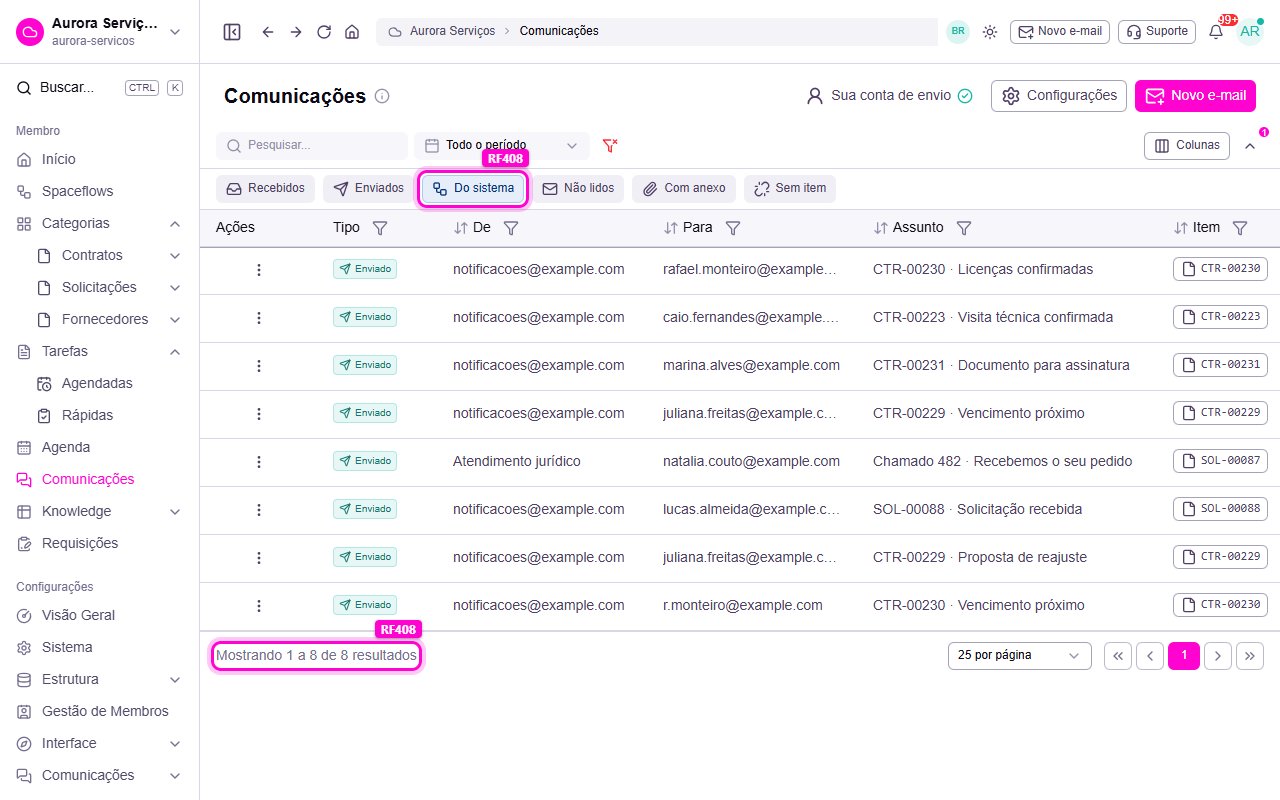 Aurora Serviç...
aurora-servicos
Aurora Serviços > Comunicações
BR
Novo e-mail
Suporte
99+
AR
Buscar...
CTRL K
Membro
Início
Spaceflows
Categorias
Contratos
Solicitações
Fornecedores
Tarefas
Agendadas
Rápidas
Agenda
Comunicações
Knowledge
Requisições
Configurações
Visão Geral
Sistema
Estrutura
Gestão de Membros
Interface
Comunicações
Comunicações
Sua conta de envio
Configurações
Novo e-mail
Pesquisar...
Todo o período
Colunas
1
RF408
Recebidos
Enviados
Do sistema
Não lidos
Com anexo
Sem item
Ações Tipo De Para Assunto Item
Enviado notificacoes@example.com rafael.monteiro@example... CTR-00230 · Licenças confirmadas CTR-00230
Enviado notificacoes@example.com caio.fernandes@example.... CTR-00223 · Visita técnica confirmada CTR-00223
Enviado notificacoes@example.com marina.alves@example.com CTR-00231 · Documento para assinatura CTR-00231
Enviado notificacoes@example.com juliana.freitas@example.c... CTR-00229 · Vencimento próximo CTR-00229
Enviado Atendimento jurídico natalia.couto@example.com Chamado 482 · Recebemos o seu pedido SOL-00087
Enviado notificacoes@example.com lucas.almeida@example.c... SOL-00088 · Solicitação recebida SOL-00088
Enviado notificacoes@example.com juliana.freitas@example.c... CTR-00229 · Proposta de reajuste CTR-00229
Enviado notificacoes@example.com r.monteiro@example.com CTR-00230 · Vencimento próximo CTR-00230
RF408
Mostrando 1 a 8 de 8 resultados
25 por página
1